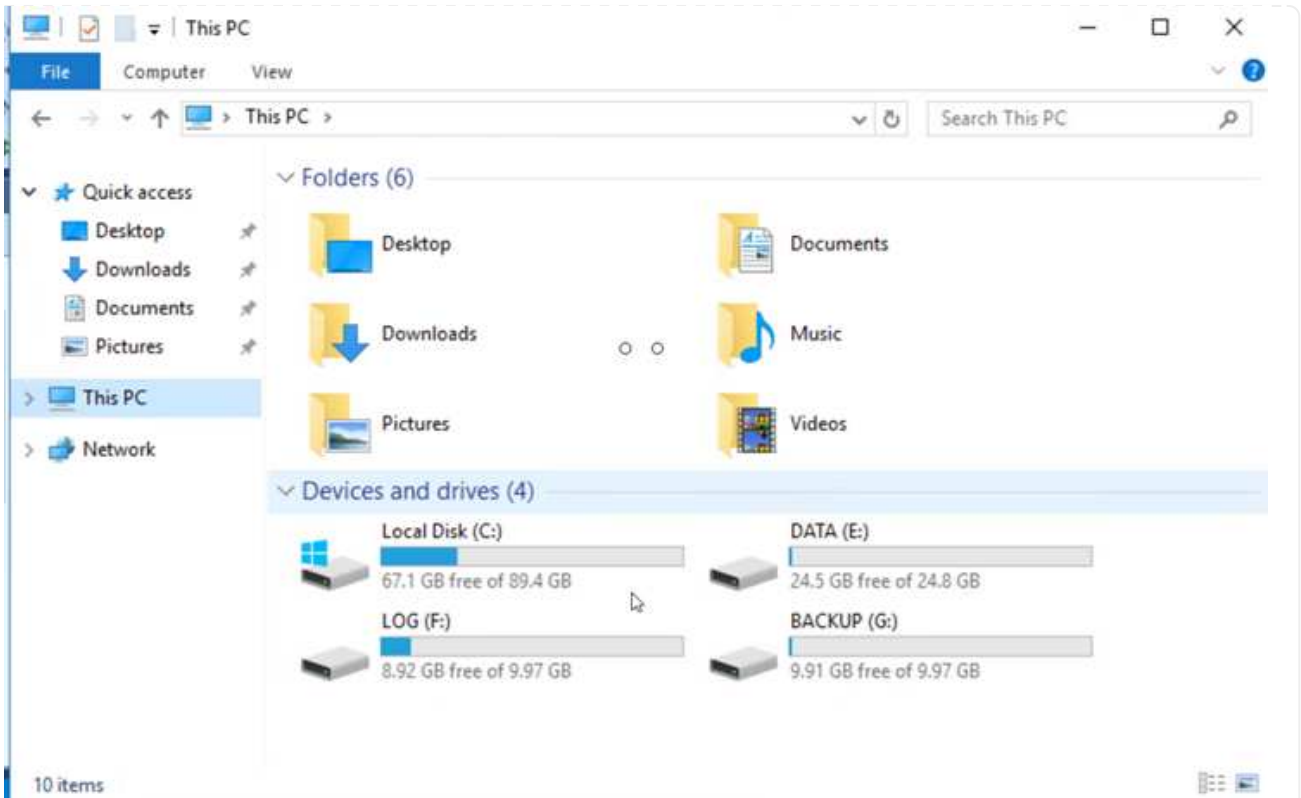 This PC
File Computer View
This PC
Search This PC
Quick access
Desktop
Downloads
Documents
Pictures
This PC
Network
Folders (6)
Desktop
Documents
Downloads
Music
Pictures
Videos
Devices and drives (4)
Local Disk (C:)
67.1 GB free of 89.4 GB
DATA (E:)
24.5 GB free of 24.8 GB
LOG (F:)
8.92 GB free of 9.97 GB
BACKUP (G:)
9.91 GB free of 9.97 GB
10 items